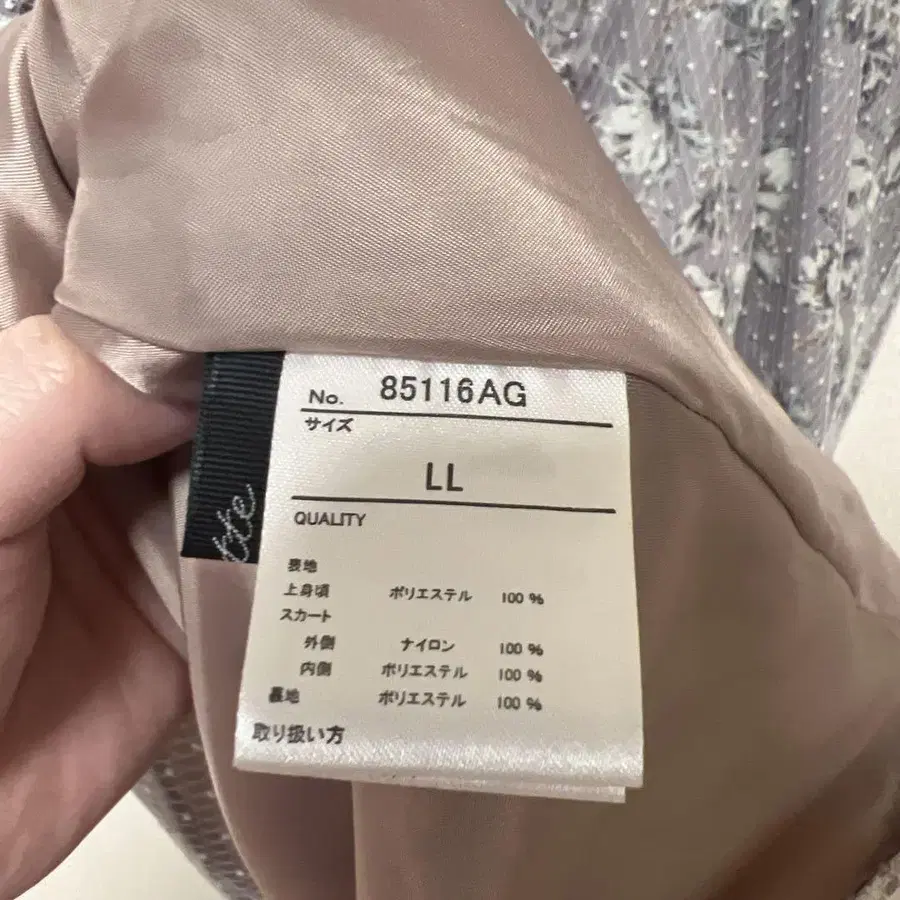 No. 85116AG
サイズ
LL
QUALITY
表地
上身頃 ポリエステル 100 %
スカート
外側 ナイロン 100 %
内側 ポリエステル 100 %
裏地 ポリエステル 100 %
取り扱い方
tte